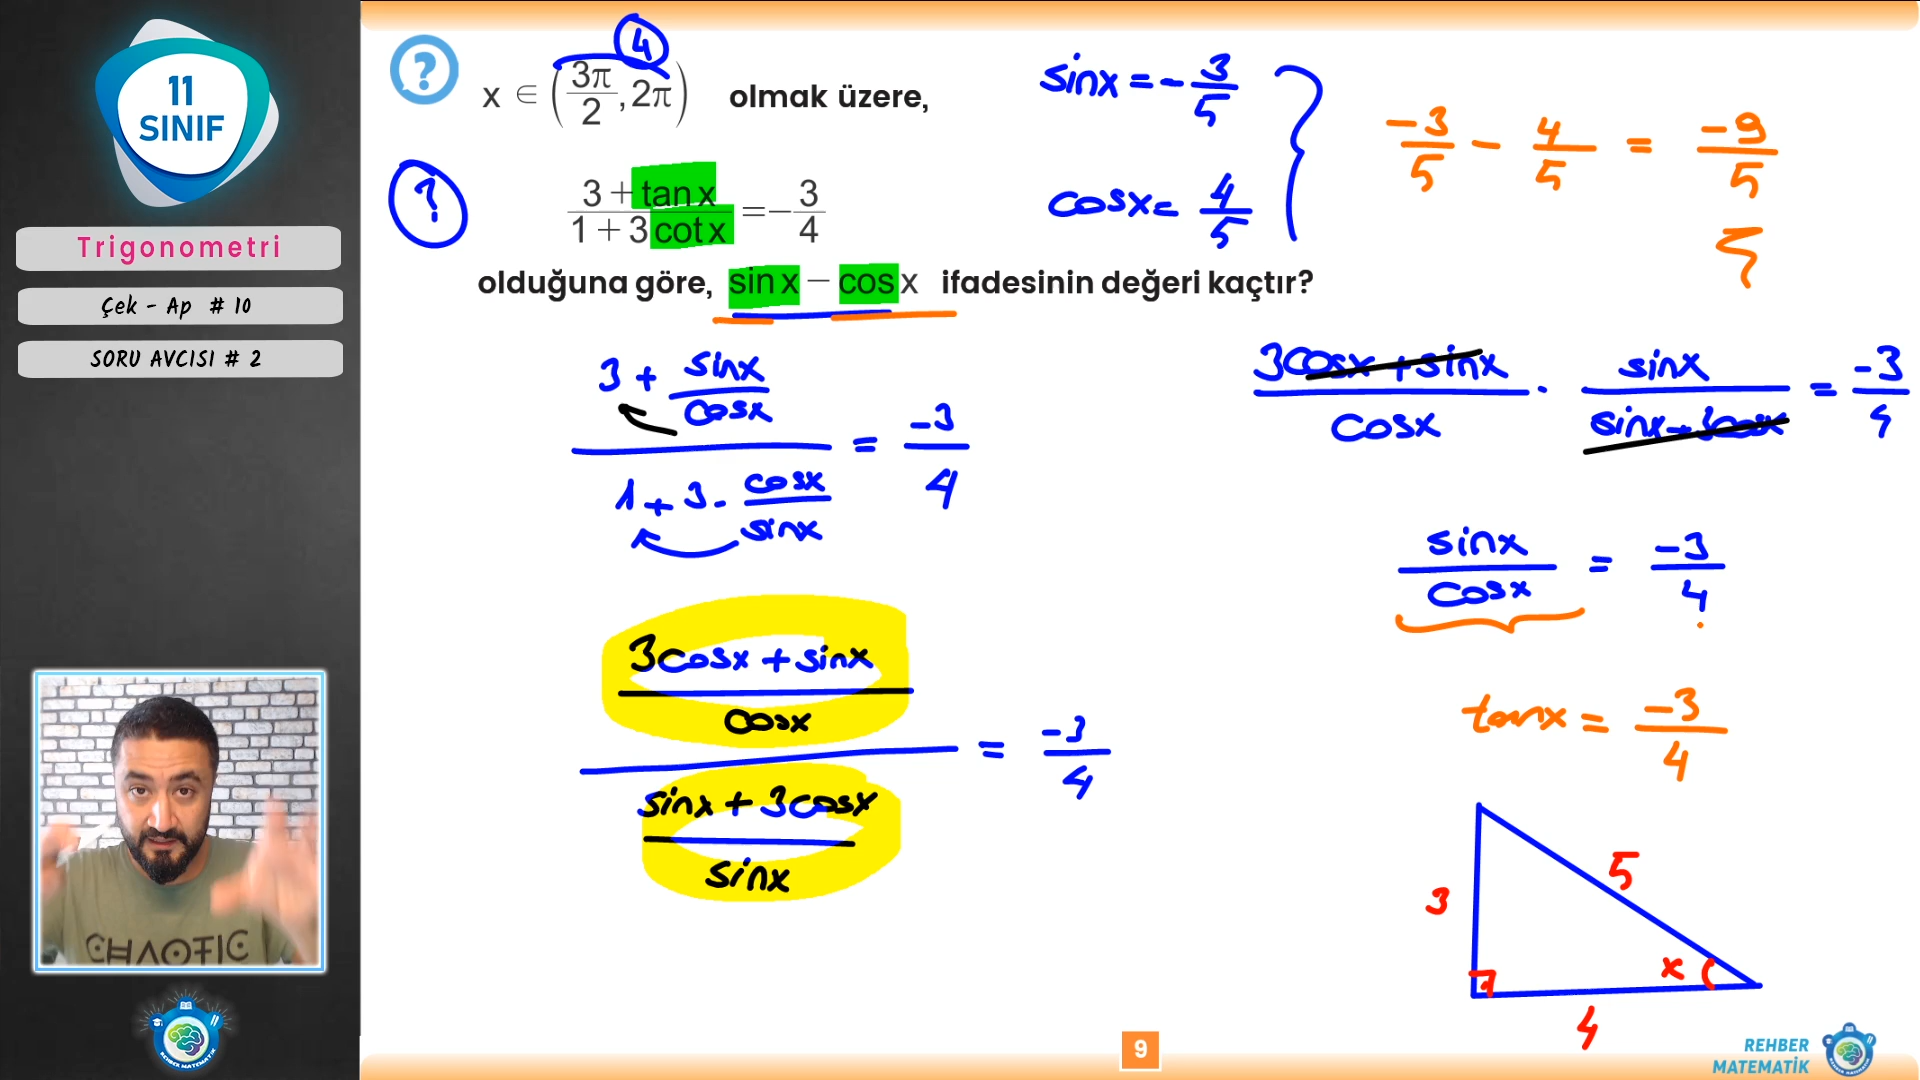 11
SINIF
Trigonometri
Çek - Ap # 10
SORU AVCISI # 2
CHAOTIC
REHBER MATEMATİK
?
4
x ∈ (3π/2, 2π) olmak üzere,
?
(3 + tan x)/(1 + 3 cot x) = -3/4
olduğuna göre, sin x - cos x ifadesinin değeri kaçtır?
sinx = -3/5
cosx = 4/5
-3/5 - 4/5 = -9/5
(3 + sinx/cosx)/(1 + 3 · cosx/sinx) = -3/4
((3cosx + sinx)/cosx)/((sinx + 3cosx)/sinx) = -3/4
(3cosx + sinx)/cosx · sinx/(sinx + 3cosx) = -3/4
sinx/cosx = -3/4
tanx = -3/4
3
5
x
4
9
REHBER
MATEMATİK